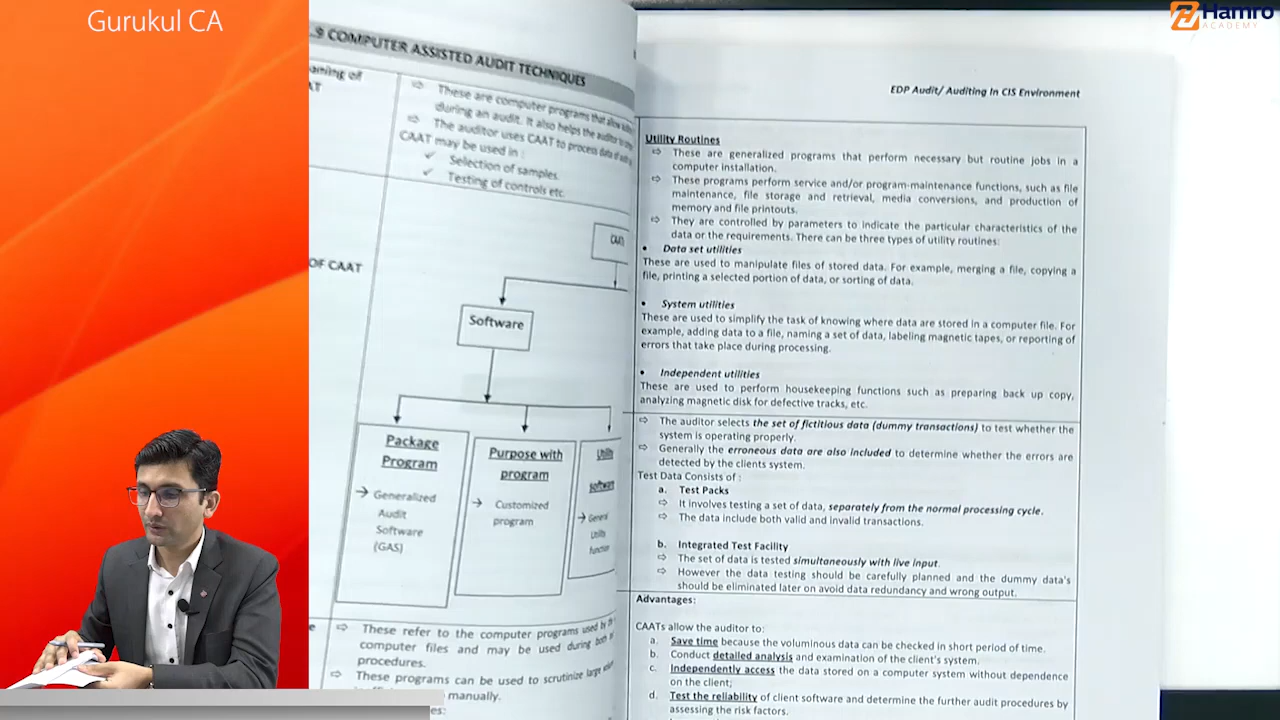 Gurukul CA
Hamro
ACADEMY
.9 COMPUTER ASSISTED AUDIT TECHNIQUES
aning of
AT
⇨ These are computer programs that allow
during an audit. It also helps the auditor to
⇨ The auditor uses CAAT to process data of
CAAT may be used in :
✓ Selection of samples
✓ Testing of controls etc.
OF CAAT
CAATs
Software
Package
Program
→ Generalized
Audit
Software
(GAS)
Purpose with
program
→ Customized
program
Utility
software
→ General
Utility
function
⇨ These refer to the computer programs used by
computer files and may be used during
procedures.
⇨ These programs can be used to scrutinize large
manually.
es:
EDP Audit/ Auditing In CIS Environment
Utility Routines
⇨ These are generalized programs that perform necessary but routine jobs in a
computer installation.
⇨ These programs perform service and/or program-maintenance functions, such as file
maintenance, file storage and retrieval, media conversions, and production of
memory and file printouts.
⇨ They are controlled by parameters to indicate the particular characteristics of the
data or the requirements. There can be three types of utility routines:
• Data set utilities
These are used to manipulate files of stored data. For example, merging a file, copying a
file, printing a selected portion of data, or sorting of data.
• System utilities
These are used to simplify the task of knowing where data are stored in a computer file. For
example, adding data to a file, naming a set of data, labeling magnetic tapes, or reporting of
errors that take place during processing.
• Independent utilities
These are used to perform housekeeping functions such as preparing back up copy,
analyzing magnetic disk for defective tracks, etc.
⇨ The auditor selects the set of fictitious data (dummy transactions) to test whether the
system is operating properly.
⇨ Generally the erroneous data are also included to determine whether the errors are
detected by the clients system.
Test Data Consists of :
a. Test Packs
⇨ It involves testing a set of data, separately from the normal processing cycle.
⇨ The data include both valid and invalid transactions.
b. Integrated Test Facility
⇨ The set of data is tested simultaneously with live input.
⇨ However the data testing should be carefully planned and the dummy data's
should be eliminated later on avoid data redundancy and wrong output.
Advantages:
CAATs allow the auditor to:
a. Save time because the voluminous data can be checked in short period of time.
b. Conduct detailed analysis and examination of the client's system.
c. Independently access the data stored on a computer system without dependence
on the client;
d. Test the reliability of client software and determine the further audit procedures by
assessing the risk factors.